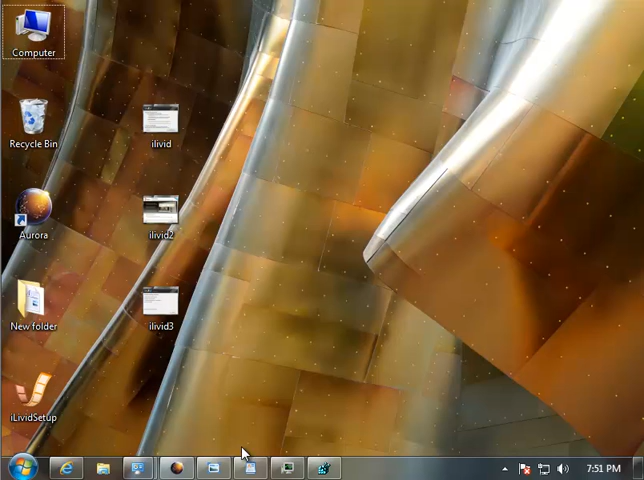 Computer
Recycle Bin
ilivid
Aurora
ilivid2
New folder
ilivid3
iLividSetup
7:51 PM